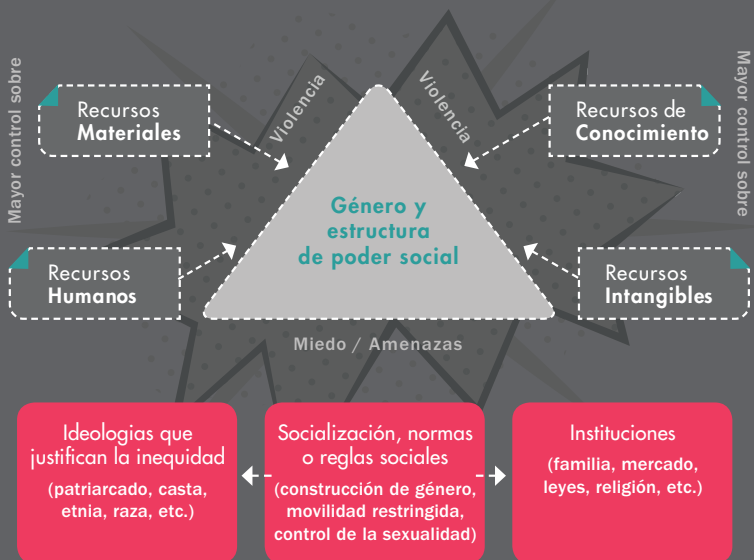 Mayor control sobre
Recursos
Materiales
Recursos
Humanos
Violencia
Violencia
Recursos de
Conocimiento
Recursos
Intangibles
Mayor control sobre
Género y
estructura
de poder social
Miedo / Amenazas
Ideologias que
justifican la inequidad
(patriarcado, casta,
etnia, raza, etc.)
Socialización, normas
o reglas sociales
(construcción de género,
movilidad restringida,
control de la sexualidad)
Instituciones
(familia, mercado,
leyes, religión, etc.)